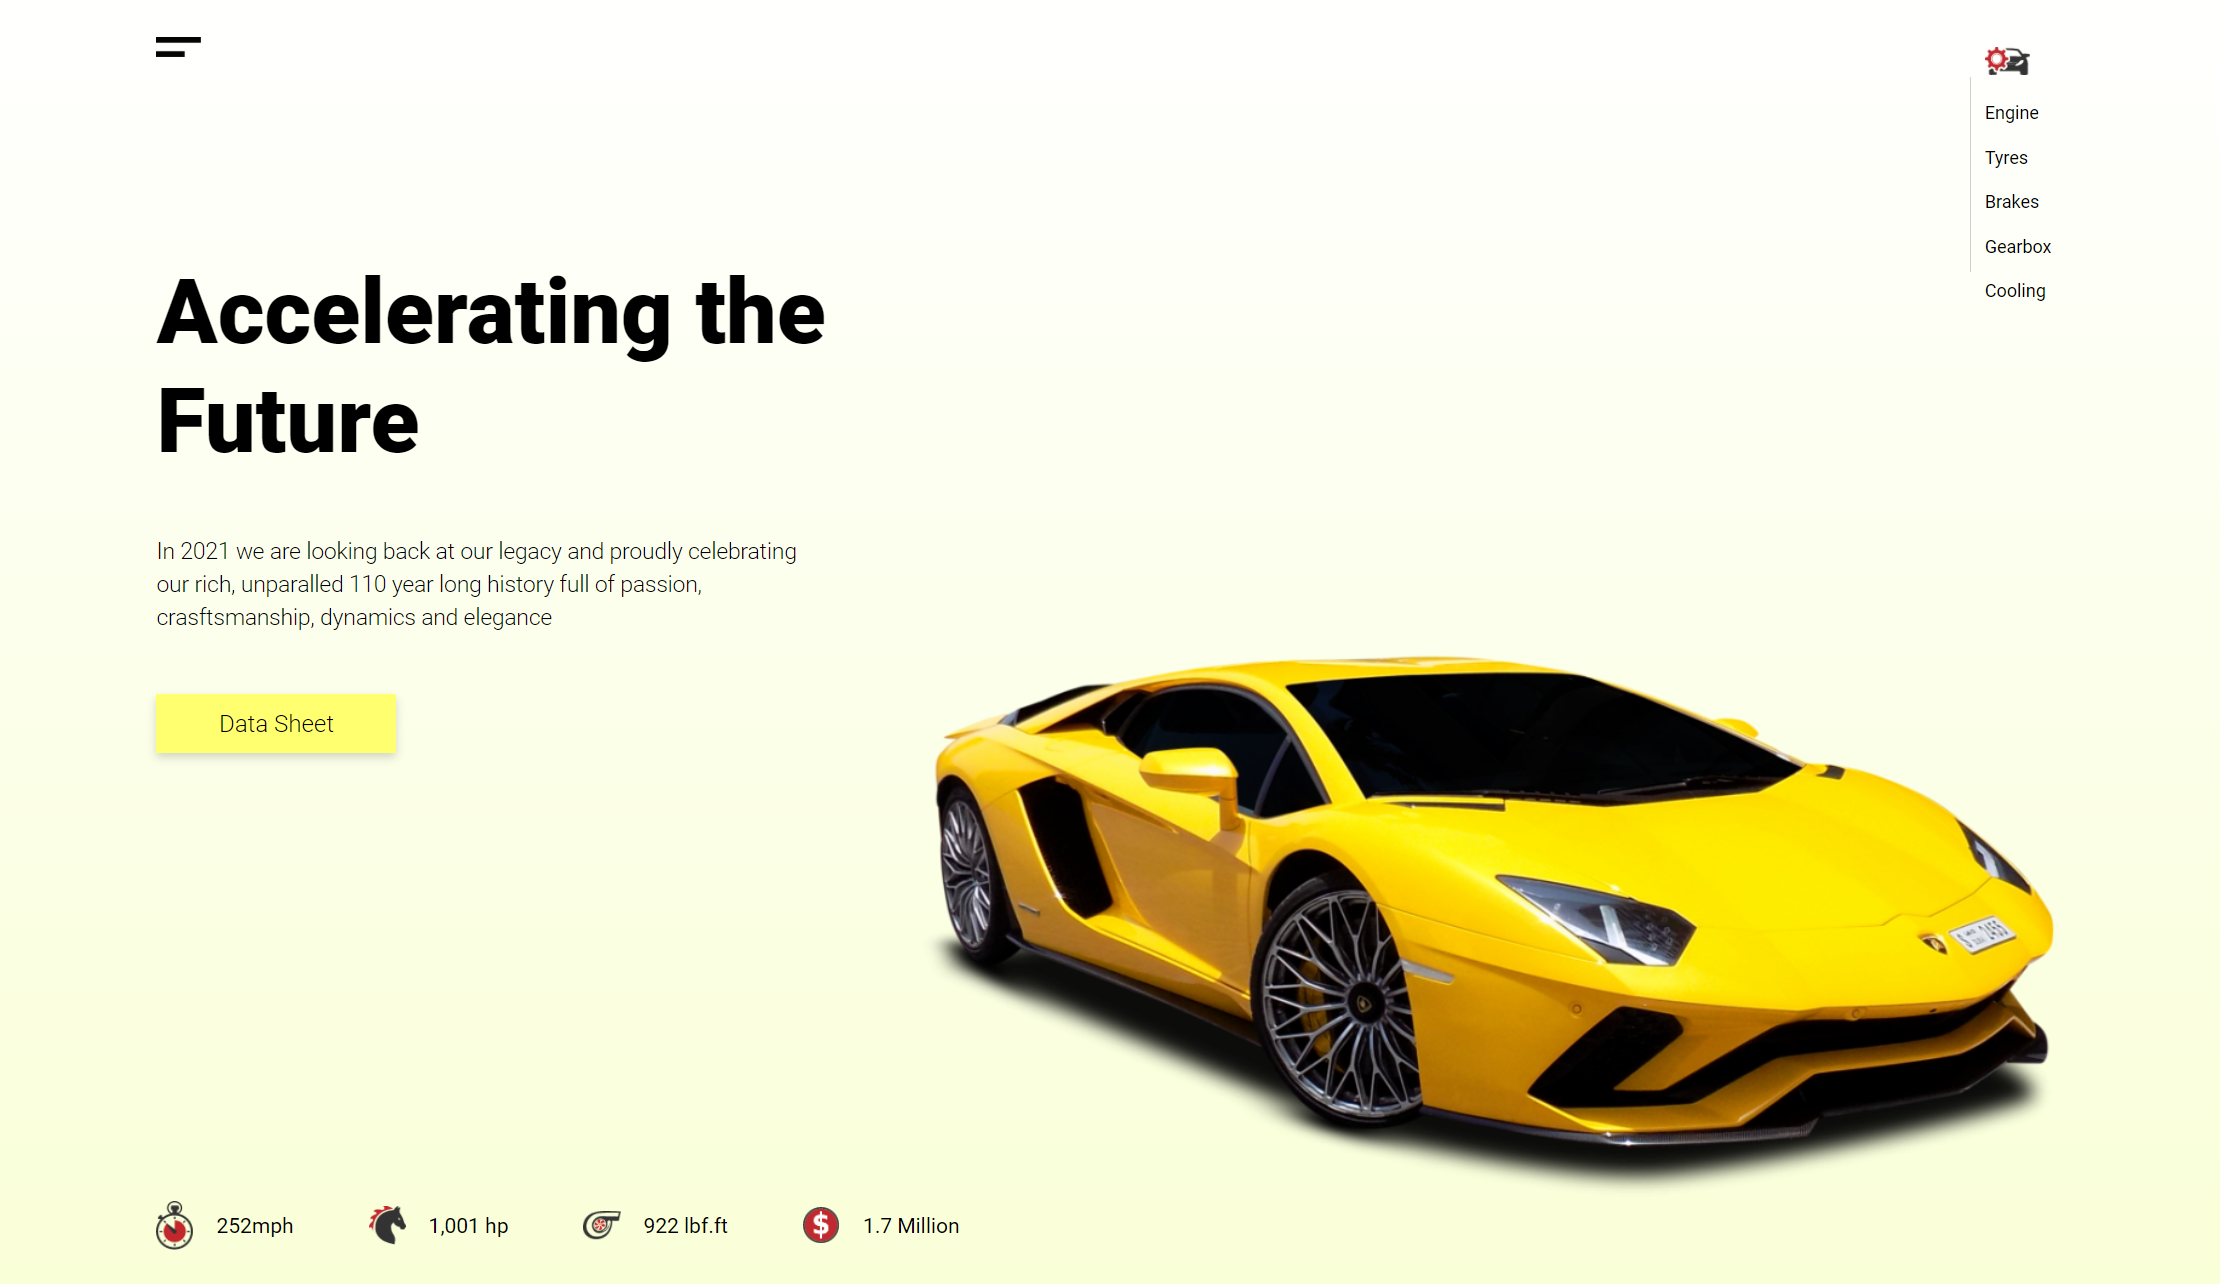 Engine
Tyres
Brakes
Gearbox
Cooling
Accelerating the
Future
In 2021 we are looking back at our legacy and proudly celebrating
our rich, unparalled 110 year long history full of passion,
crasftsmanship, dynamics and elegance
Data Sheet
252mph
1,001 hp
922 lbf.ft
$
1.7 Million